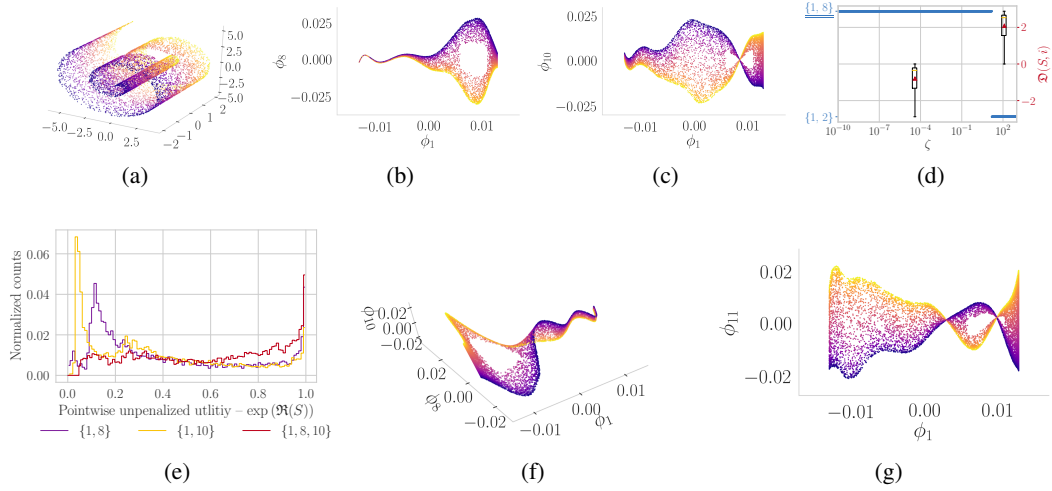 5.0
2.5
0.0
−2.5
−5.0
2
1
0
−1
−2
−5.0 −2.5 0.0 2.5
(a)
0.025
0.000
−0.025
ϕ8
−0.01 0.00 0.01
ϕ1
(b)
0.025
0.000
−0.025
ϕ10
−0.01 0.00 0.01
ϕ1
(c)
{1, 8}
{1, 2}
2
0
−2
𝔇(S, i)
10−10 10−7 10−4 10−1 102
ζ
(d)
Normalized counts
0.06
0.04
0.02
0.00
0.0 0.2 0.4 0.6 0.8 1.0
Pointwise unpenalized utlitiy – exp (ℜ(S))
{1, 8} {1, 10} {1, 8, 10}
(e)
ϕ10
0.02
0.00
−0.02
0.02
0.00
−0.02
ϕ8
−0.01
0.00
0.01
ϕ1
(f)
0.02
0.00
−0.02
ϕ11
−0.01 0.00 0.01
ϕ1
(g)